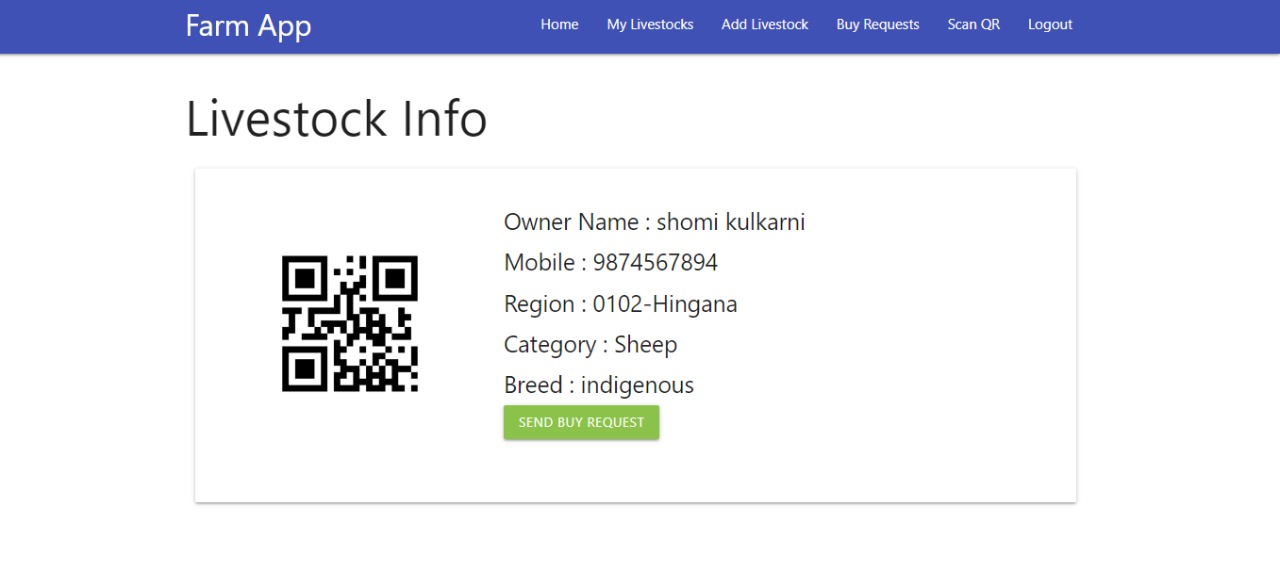 Farm App
Home My Livestocks Add Livestock Buy Requests Scan QR Logout
Livestock Info
Owner Name : shomi kulkarni
Mobile : 9874567894
Region : 0102-Hingana
Category : Sheep
Breed : indigenous
SEND BUY REQUEST